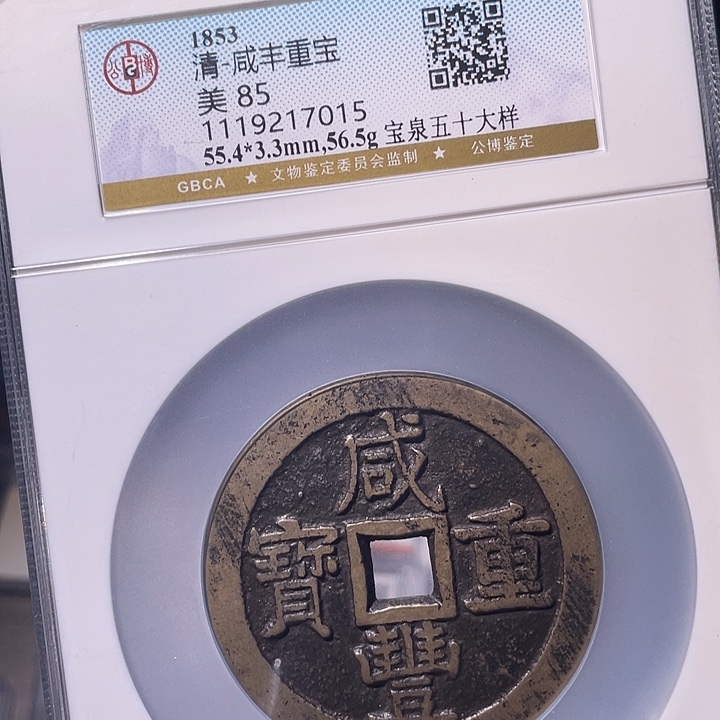 1853
清-咸丰重宝
美 85
1119217015
55.4*3.3mm,56.5g 宝泉五十大样
GBCA ★ 文物鉴定委员会监制 ★ 公博鉴定
公博
咸
寶 重
豐